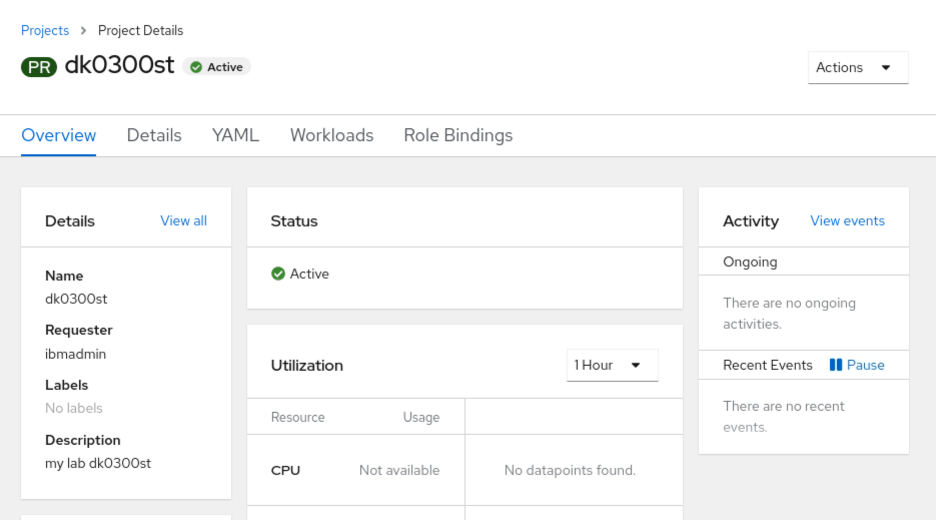 Projects > Project Details
PR dk0300st Active
Actions
Overview Details YAML Workloads Role Bindings
Details View all
Name
dk0300st
Requester
ibmadmin
Labels
No labels
Description
my lab dk0300st
Status
Active
Utilization 1 Hour
Resource Usage
CPU Not available No datapoints found.
Activity View events
Ongoing
There are no ongoing
activities.
Recent Events Pause
There are no recent
events.